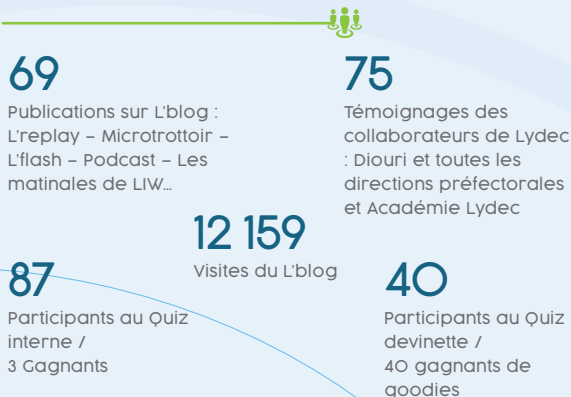 69
Publications sur L'blog :
L'replay – Microtrottoir –
L'flash – Podcast – Les
matinales de LIW...
75
Témoignages des
collaborateurs de Lydec
: Diouri et toutes les
directions préfectorales
et Académie Lydec
12 159
Visites du L'blog
87
Participants au Quiz
interne /
3 Gagnants
40
Participants au Quiz
devinette /
40 gagnants de
goodies